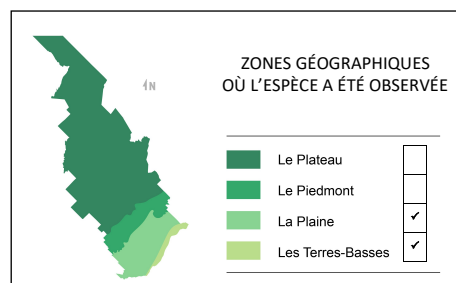 ZONES GÉOGRAPHIQUES
OÙ L'ESPÈCE A ÉTÉ OBSERVÉE
N
Le Plateau
Le Piedmont
La Plaine ✓
Les Terres-Basses ✓